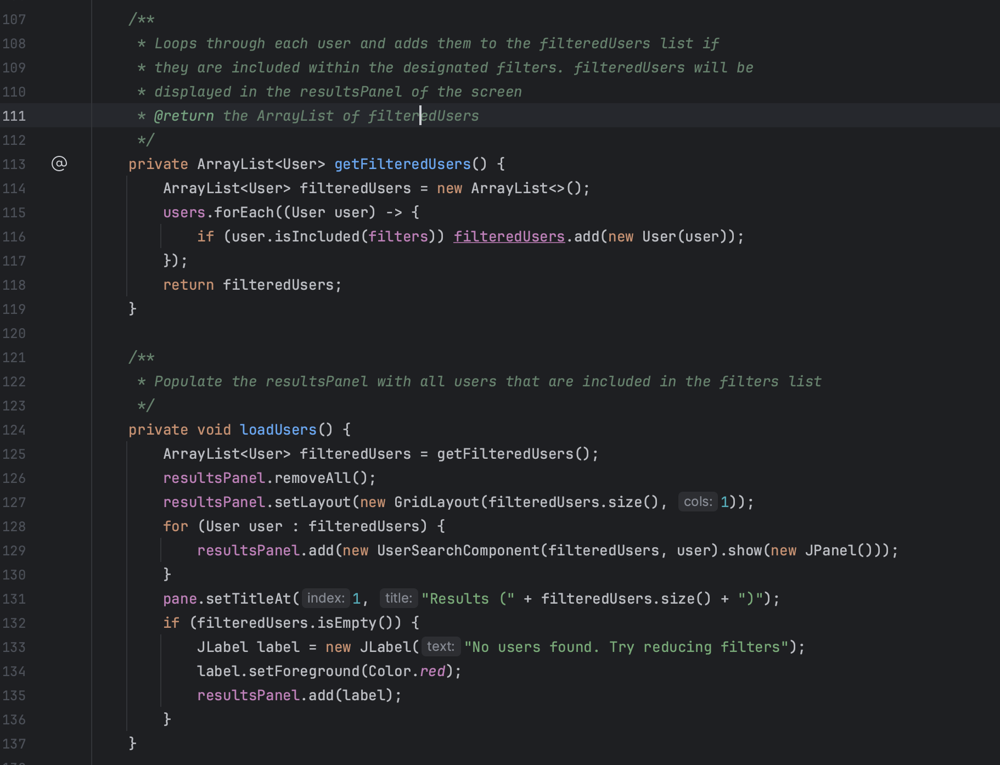 107 /**
108 * Loops through each user and adds them to the filteredUsers list if
109 * they are included within the designated filters. filteredUsers will be
110 * displayed in the resultsPanel of the screen
111 * @return the ArrayList of filteredUsers
112 */
113 @ private ArrayList<User> getFilteredUsers() {
114 ArrayList<User> filteredUsers = new ArrayList<>();
115 users.forEach((User user) -> {
116 if (user.isIncluded(filters)) filteredUsers.add(new User(user));
117 });
118 return filteredUsers;
119 }
120
121 /**
122 * Populate the resultsPanel with all users that are included in the filters list
123 */
124 private void loadUsers() {
125 ArrayList<User> filteredUsers = getFilteredUsers();
126 resultsPanel.removeAll();
127 resultsPanel.setLayout(new GridLayout(filteredUsers.size(), cols: 1));
128 for (User user : filteredUsers) {
129 resultsPanel.add(new UserSearchComponent(filteredUsers, user).show(new JPanel()));
130 }
131 pane.setTitleAt( index: 1, title: "Results (" + filteredUsers.size() + ")");
132 if (filteredUsers.isEmpty()) {
133 JLabel label = new JLabel( text: "No users found. Try reducing filters");
134 label.setForeground(Color.red);
135 resultsPanel.add(label);
136 }
137 }